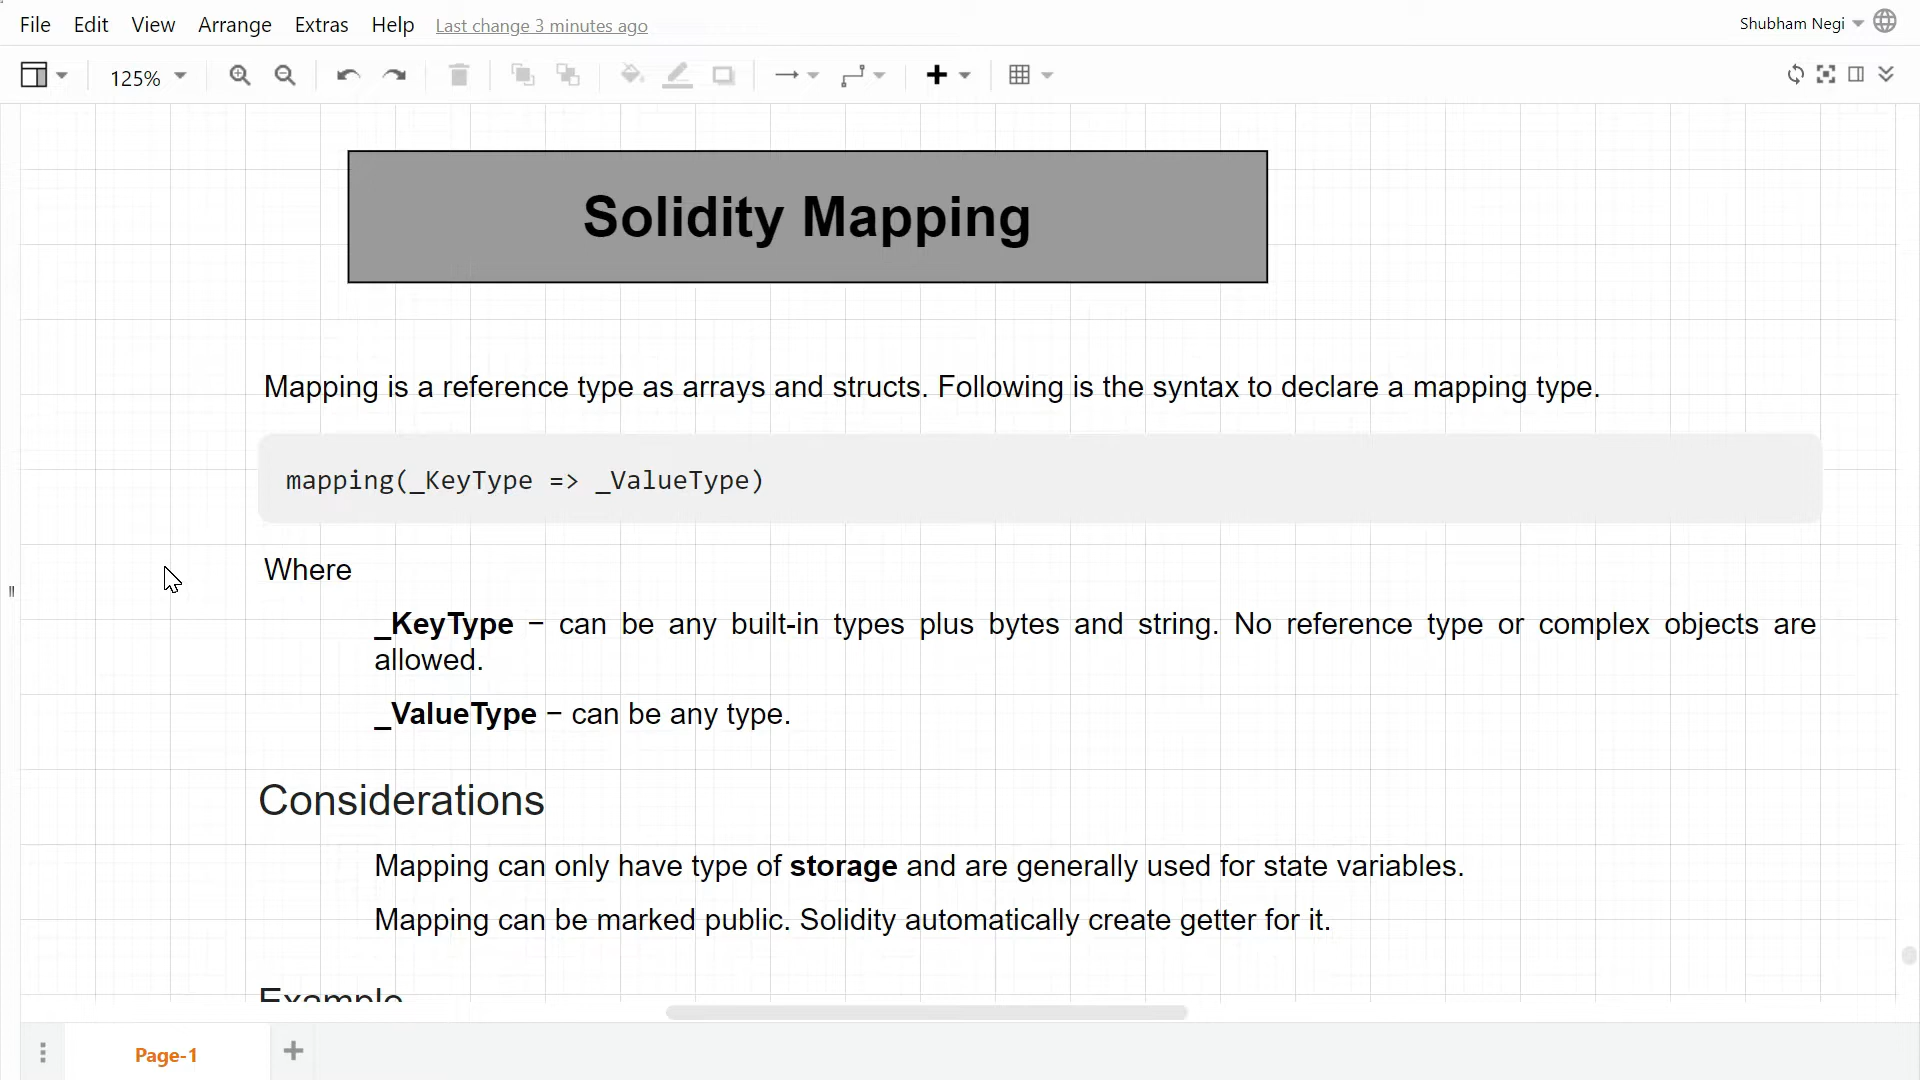 File Edit View Arrange Extras Help Last change 3 minutes ago Shubham Negi
125%
Solidity Mapping
Mapping is a reference type as arrays and structs. Following is the syntax to declare a mapping type.
mapping(_KeyType => _ValueType)
Where
_KeyType − can be any built-in types plus bytes and string. No reference type or complex objects are
allowed.
_ValueType − can be any type.
Considerations
Mapping can only have type of storage and are generally used for state variables.
Mapping can be marked public. Solidity automatically create getter for it.
Example
Page-1